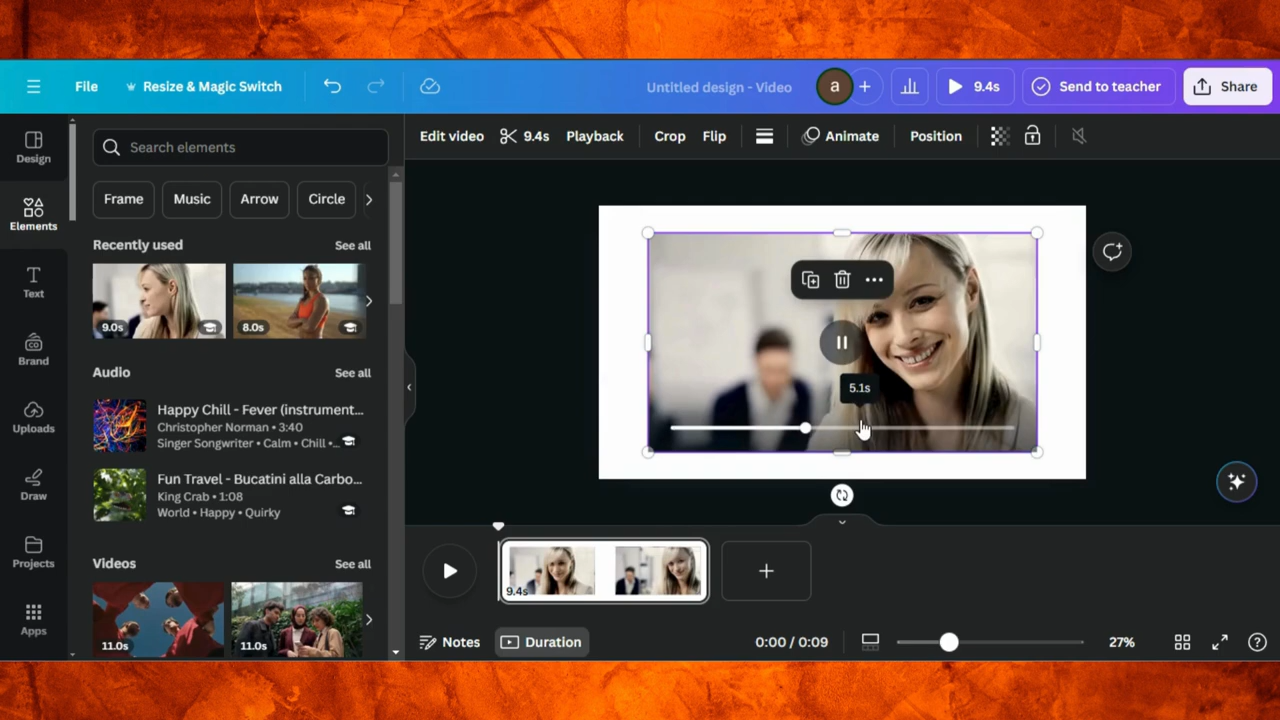 File
Resize & Magic Switch
Untitled design - Video
a
+
9.4s
Send to teacher
Share
Design
Elements
Text
Brand
Uploads
Draw
Projects
Apps
Search elements
Frame
Music
Arrow
Circle
Recently used
See all
9.0s
8.0s
Audio
See all
Happy Chill - Fever (instrument...
Christopher Norman • 3:40
Singer Songwriter • Calm • Chill •...
Fun Travel - Bucatini alla Carbo...
King Crab • 1:08
World • Happy • Quirky
Videos
See all
11.0s
11.0s
Edit video
9.4s
Playback
Crop
Flip
Animate
Position
5.1s
9.4s
+
Notes
Duration
0:00 / 0:09
27%
?